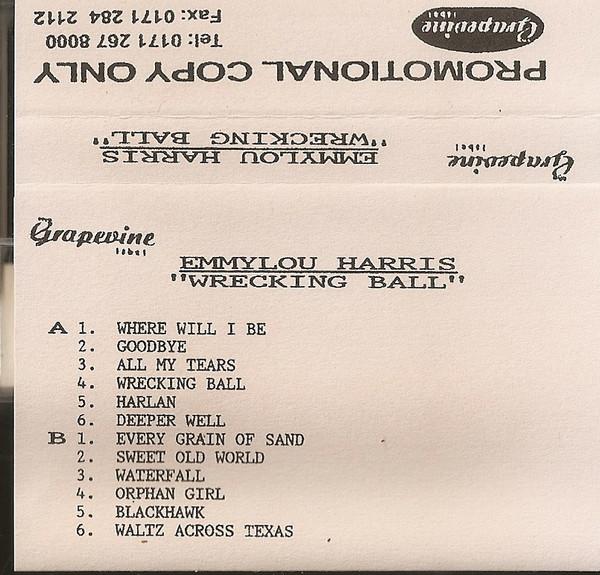 Fax: 0171 284 2112
Tel: 0171 267 8000
Grapevine
label
PROMOTIONAL COPY ONLY
"WRECKING BALL"
EMMYLOU HARRIS
Grapevine
label
Grapevine
label
EMMYLOU HARRIS
"WRECKING BALL"
A 1. WHERE WILL I BE
2. GOODBYE
3. ALL MY TEARS
4. WRECKING BALL
5. HARLAN
6. DEEPER WELL
B 1. EVERY GRAIN OF SAND
2. SWEET OLD WORLD
3. WATERFALL
4. ORPHAN GIRL
5. BLACKHAWK
6. WALTZ ACROSS TEXAS